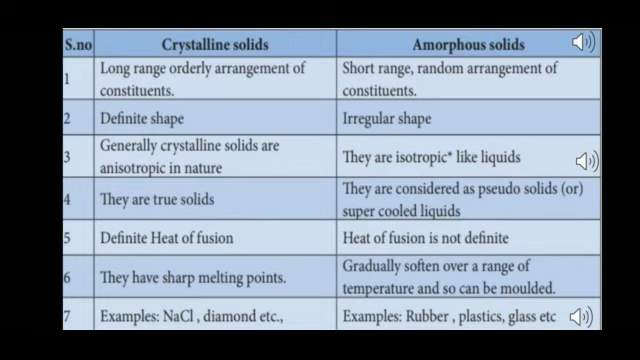 S.no Crystalline solids Amorphous solids
1 Long range orderly arrangement of constituents. Short range, random arrangement of constituents.
2 Definite shape Irregular shape
3 Generally crystalline solids are anisotropic in nature They are isotropic* like liquids
4 They are true solids They are considered as pseudo solids (or) super cooled liquids
5 Definite Heat of fusion Heat of fusion is not definite
6 They have sharp melting points. Gradually soften over a range of temperature and so can be moulded.
7 Examples: NaCl , diamond etc., Examples: Rubber , plastics, glass etc